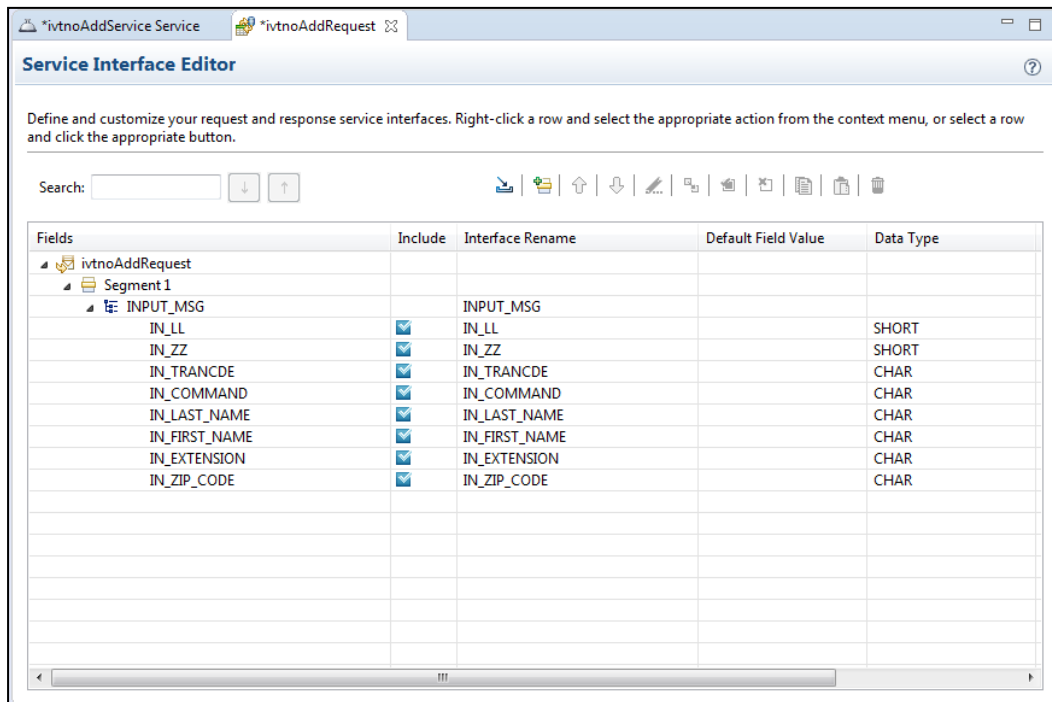 *ivtnoAddService Service *ivtnoAddRequest
Service Interface Editor
Define and customize your request and response service interfaces. Right-click a row and select the appropriate action from the context menu, or select a row
and click the appropriate button.
Search:
Fields Include Interface Rename Default Field Value Data Type
ivtnoAddRequest
Segment 1
INPUT_MSG INPUT_MSG
IN_LL IN_LL SHORT
IN_ZZ IN_ZZ SHORT
IN_TRANCDE IN_TRANCDE CHAR
IN_COMMAND IN_COMMAND CHAR
IN_LAST_NAME IN_LAST_NAME CHAR
IN_FIRST_NAME IN_FIRST_NAME CHAR
IN_EXTENSION IN_EXTENSION CHAR
IN_ZIP_CODE IN_ZIP_CODE CHAR